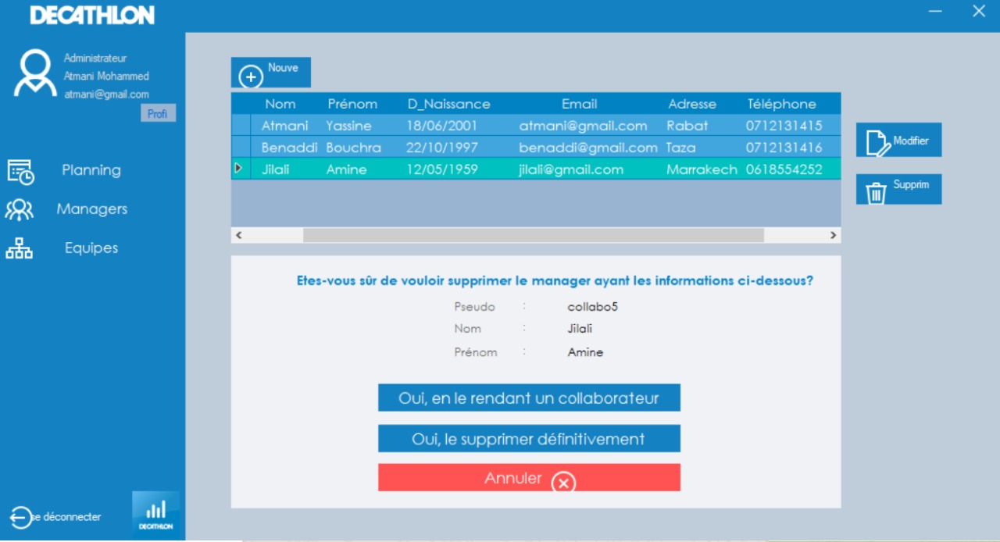 DECATHLON
Administrateur
Atmani Mohammed
atmani@gmail.com
Profi
Planning
Managers
Equipes
se déconnecter
DECATHLON
Nouve
Nom Prénom D_Naissance Email Adresse Téléphone
Atmani Yassine 18/06/2001 atmani@gmail.com Rabat 0712131415
Benaddi Bouchra 22/10/1997 benaddi@gmail.com Taza 0712131416
Jilali Amine 12/05/1959 jilali@gmail.com Marrakech 0618554252
Modifier
Supprim
Etes-vous sûr de vouloir supprimer le manager ayant les informations ci-dessous?
Pseudo : collabo5
Nom : Jilali
Prénom : Amine
Oui, en le rendant un collaborateur
Oui, le supprimer définitivement
Annuler